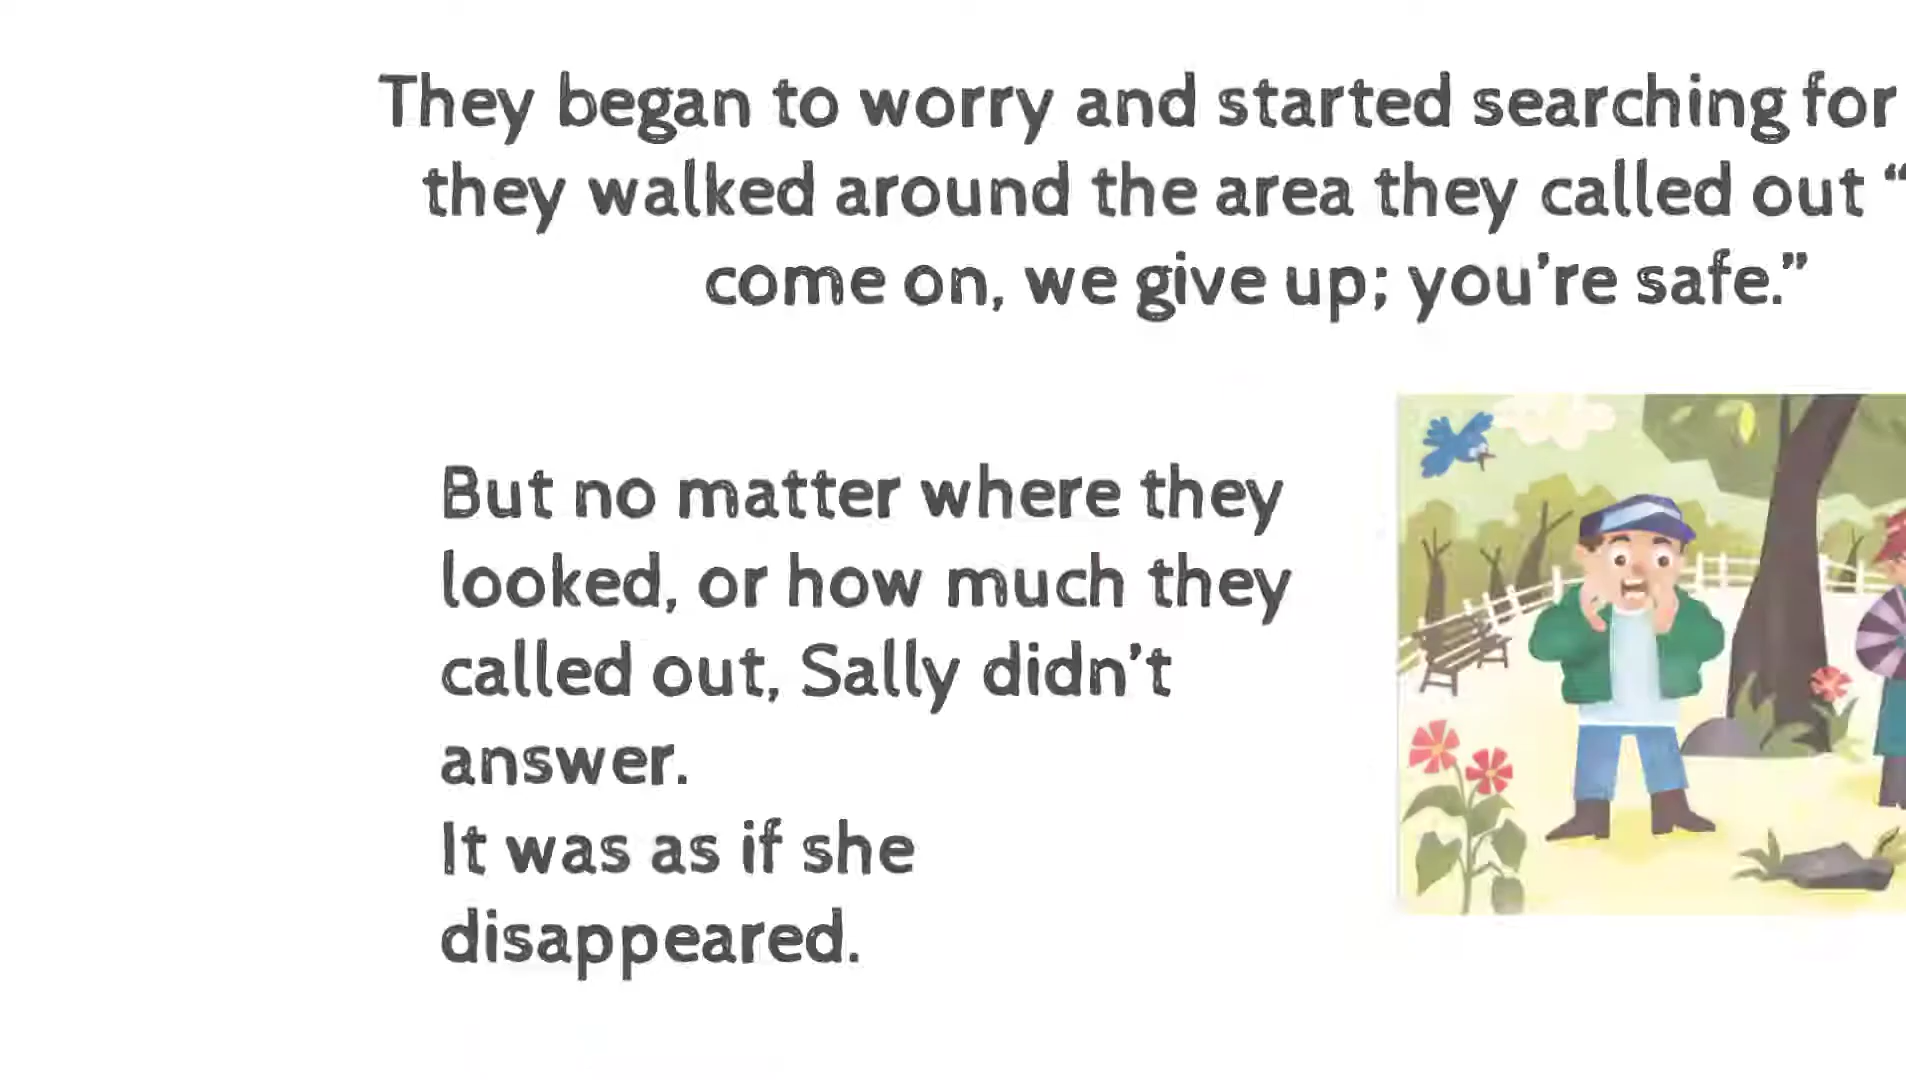 They began to worry and started searching for
they walked around the area they called out “
come on, we give up; you’re safe.”
But no matter where they
looked, or how much they
called out, Sally didn’t
answer.
It was as if she
disappeared.